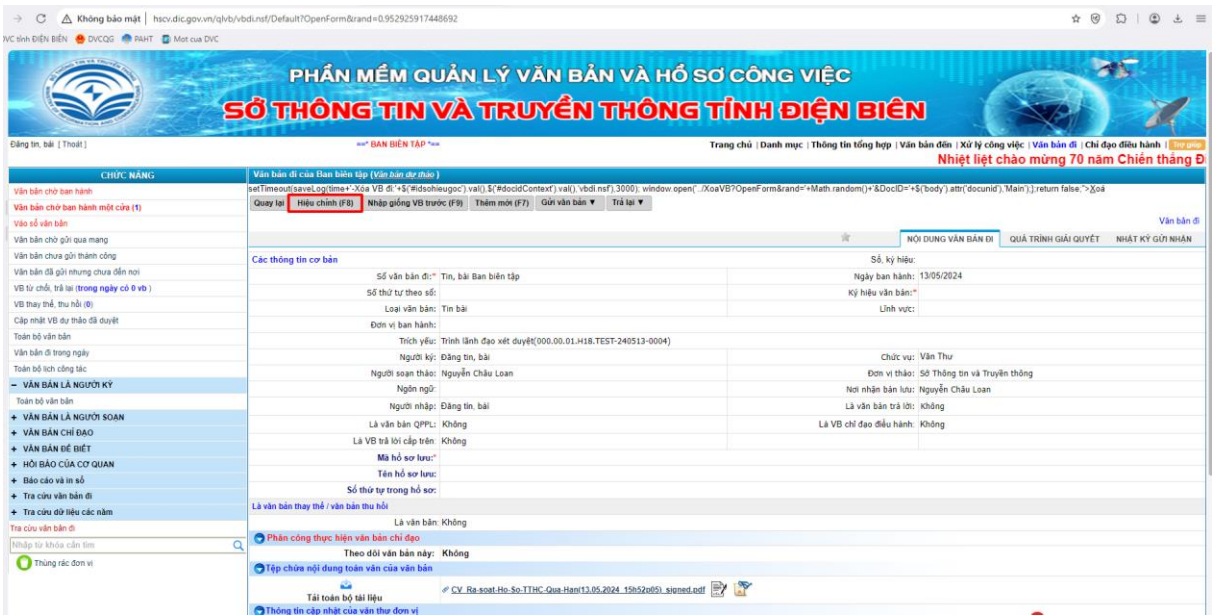 Không bảo mật hscv.dic.gov.vn/qlvb/vbdi.nsf/Default?OpenForm&rand=0.952925917448692
DVC tỉnh ĐIỆN BIÊN DVCQG PAHT Mot cua DVC
PHẦN MỀM QUẢN LÝ VĂN BẢN VÀ HỒ SƠ CÔNG VIỆC
SỞ THÔNG TIN VÀ TRUYỀN THÔNG TỈNH ĐIỆN BIÊN
Đăng tin, bài [Thoát] ==* BAN BIÊN TẬP *== Trang chủ | Danh mục | Thông tin tổng hợp | Văn bản đến | Xử lý công việc | Văn bản đi | Chỉ đạo điều hành | Trợ giúp
Nhiệt liệt chào mừng 70 năm Chiến thắng Đ
CHỨC NĂNG
Văn bản chờ ban hành
Văn bản chờ ban hành một cửa (1)
Vào sổ văn bản
Văn bản chờ gửi qua mạng
Văn bản chưa gửi thành công
Văn bản đã gửi nhưng chưa đến nơi
VB từ chối, trả lại (trong ngày có 0 vb )
VB thay thế, thu hồi (0)
Cập nhật VB dự thảo đã duyệt
Toàn bộ văn bản
Văn bản đi trong ngày
Toàn bộ lịch công tác
− VĂN BẢN LÀ NGƯỜI KÝ
Toàn bộ văn bản
+ VĂN BẢN LÀ NGƯỜI SOẠN
+ VĂN BẢN CHỈ ĐẠO
+ VĂN BẢN ĐỂ BIẾT
+ HỒI BÁO CỦA CƠ QUAN
+ Báo cáo và in sổ
+ Tra cứu văn bản đi
+ Tra cứu dữ liệu các năm
Tra cứu văn bản đi
Nhập từ khóa cần tìm
Thùng rác đơn vị
Văn bản đi của Ban biên tập (Văn bản dự thảo )
setTimeout(saveLog(time+'-Xóa VB đi:'+$('#idsohieugoc').val(),$('#docidContext').val(),'vbdi.nsf'),3000); window.open('../XoaVB?OpenForm&rand='+Math.random()+'&DocID='+$('body').attr('docunid'),'Main');};return false;">Xoá
Quay lại Hiệu chỉnh (F8) Nhập giống VB trước (F9) Thêm mới (F7) Gửi văn bản ▼ Trả lại ▼
Văn bản đi
NỘI DUNG VĂN BẢN ĐI QUÁ TRÌNH GIẢI QUYẾT NHẬT KÝ GỬI NHẬN
Các thông tin cơ bản Số, ký hiệu:
Sổ văn bản đi:* Tin, bài Ban biên tập Ngày ban hành: 13/05/2024
Số thứ tự theo sổ: Ký hiệu văn bản:*
Loại văn bản: Tin bài Lĩnh vực:
Đơn vị ban hành:
Trích yếu: Trình lãnh đạo xét duyệt(000.00.01.H18.TEST-240513-0004)
Người ký: Đăng tin, bài Chức vụ: Văn Thư
Người soạn thảo: Nguyễn Châu Loan Đơn vị thảo: Sở Thông tin và Truyền thông
Ngôn ngữ: Nơi nhận bản lưu: Nguyễn Châu Loan
Người nhập: Đăng tin, bài Là văn bản trả lời: Không
Là văn bản QPPL: Không Là VB chỉ đạo điều hành: Không
Là VB trả lời cấp trên: Không
Mã hồ sơ lưu:*
Tên hồ sơ lưu:
Số thứ tự trong hồ sơ:
Là văn bản thay thế / văn bản thu hồi
Là văn bản: Không
Phân công thực hiện văn bản chỉ đạo
Theo dõi văn bản này: Không
Tệp chứa nội dung toàn văn của văn bản
CV_Ra-soat-Ho-So-TTHC-Qua-Han(13.05.2024_15h52p05)_signed.pdf
Tải toàn bộ tài liệu
Thông tin cập nhật của văn thư đơn vị